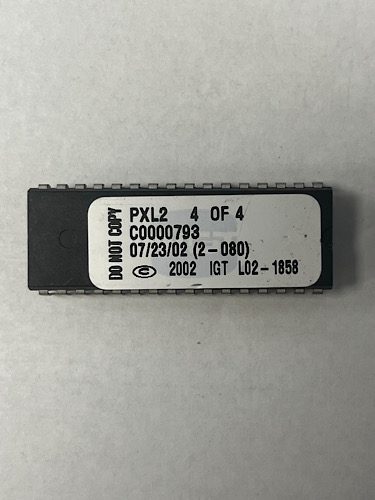 DO NOT COPY
PXL2 4 OF 4
C0000793
07/23/02 (2-080)
© 2002 IGT L02-1858